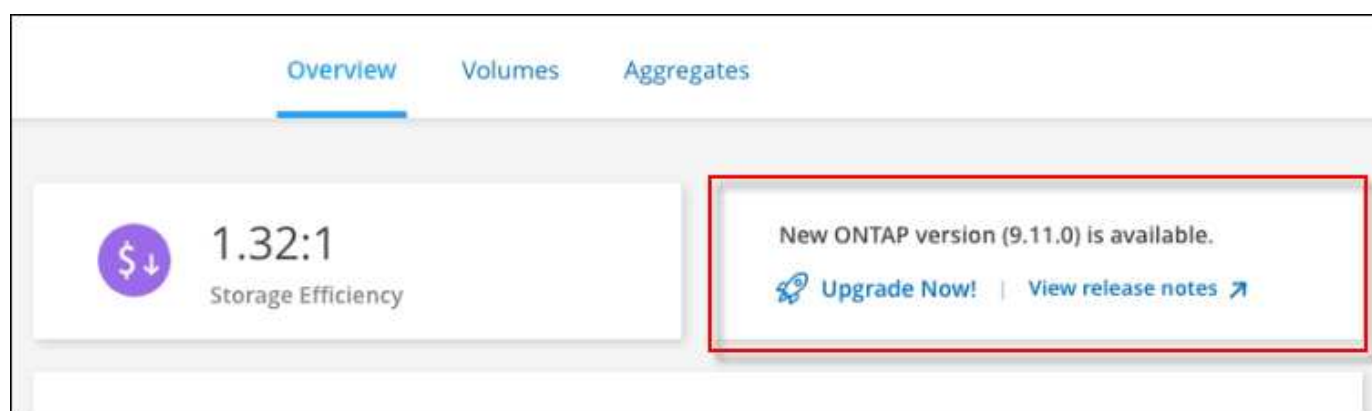 Overview Volumes Aggregates
1.32:1
Storage Efficiency
New ONTAP version (9.11.0) is available.
Upgrade Now! | View release notes